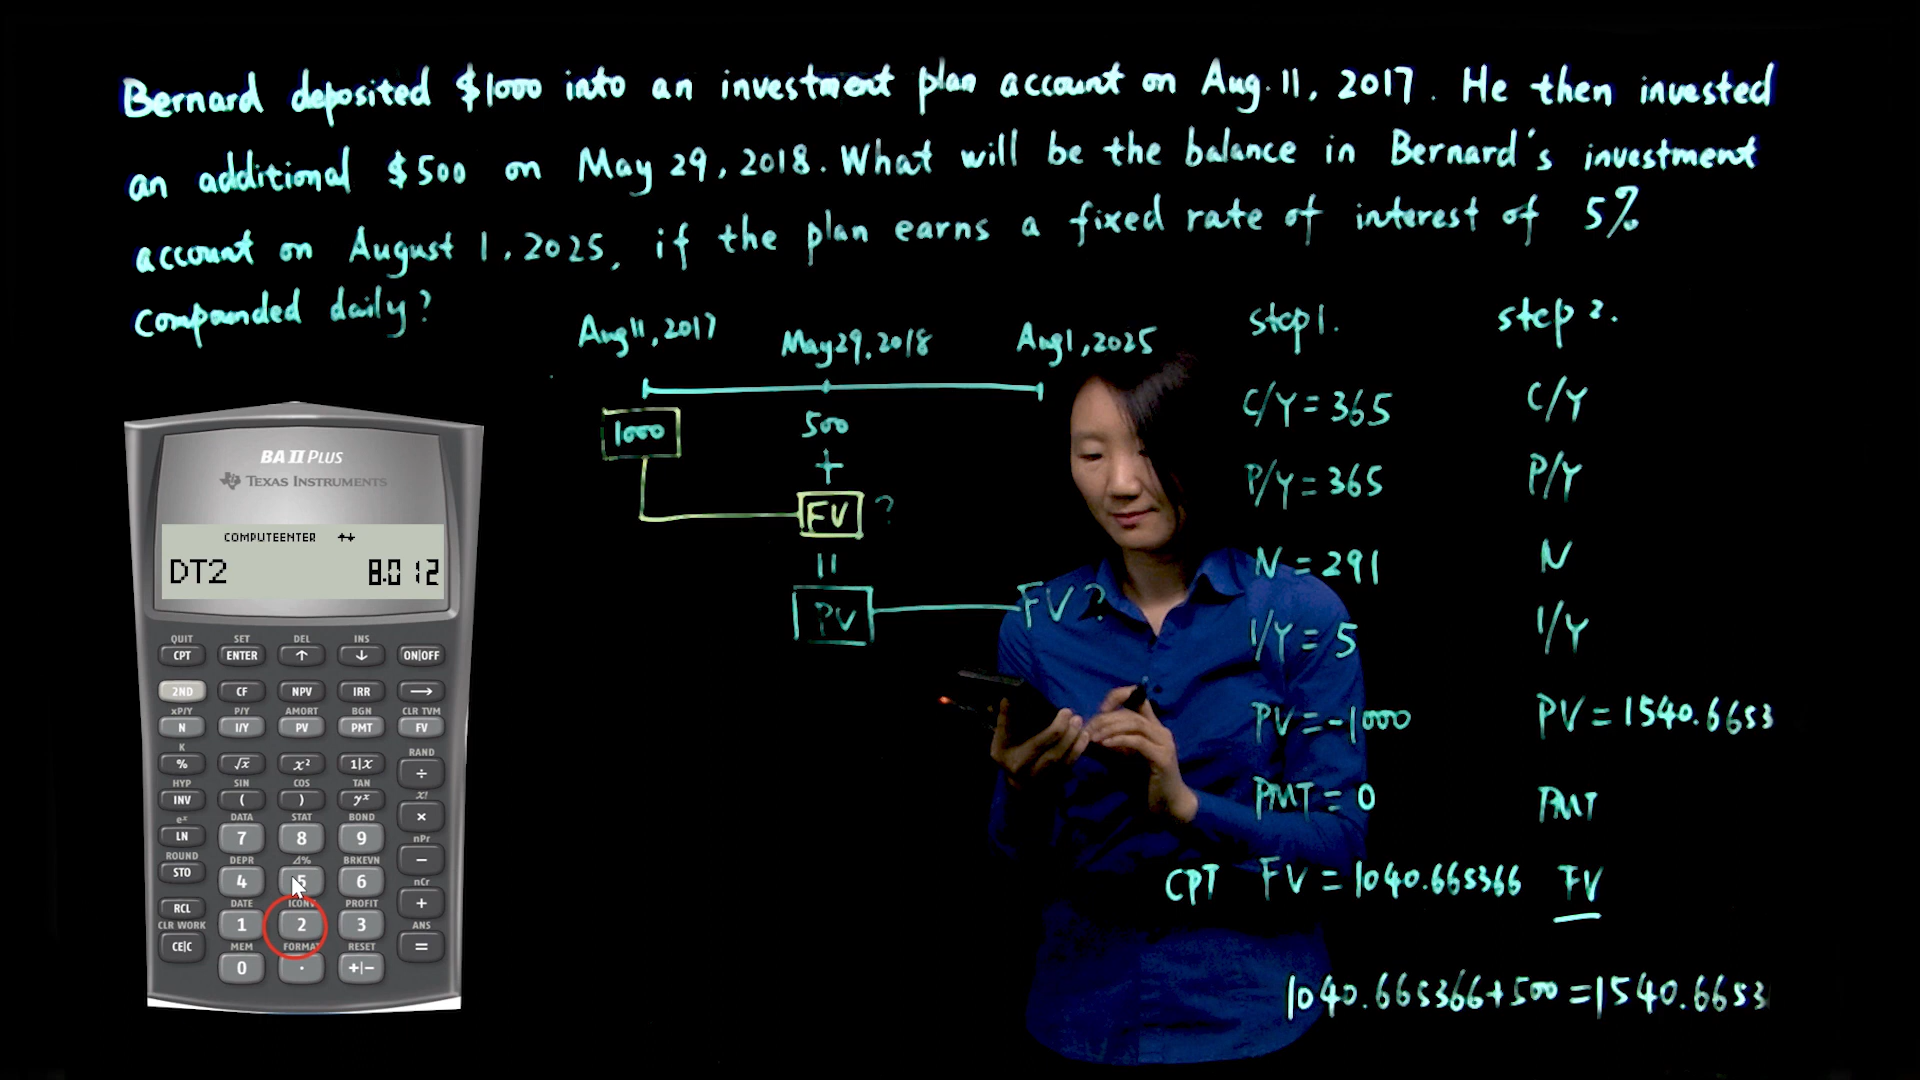 Bernard deposited $1000 into an investment plan account on Aug. 11, 2017. He then invested
an additional $500 on May 29, 2018. What will be the balance in Bernard's investment
account on August 1, 2025, if the plan earns a fixed rate of interest of 5%
compounded daily?
Aug 11, 2017 May 29, 2018 Aug 1, 2025
1000 500
+
FV ?
=
PV FV?
step 1. step 2.
C/Y = 365 C/Y
P/Y = 365 P/Y
N = 291 N
I/Y = 5 I/Y
PV = -1000 PV = 1540.6653
PMT = 0 PMT
CPT FV = 1040.665366 FV
1040.665366 + 500 = 1540.6653
BA II PLUS
TEXAS INSTRUMENTS
COMPUTE ENTER ↑↓
DT2 8.012
QUIT SET DEL INS
CPT ENTER ↑ ↓ ON|OFF
2ND CF NPV IRR →
xP/Y P/Y AMORT BGN CLR TVM
N I/Y PV PMT FV
K RAND
% √x x² 1|x ÷
HYP SIN COS TAN x!
INV ( ) yˣ ×
eˣ DATA STAT BOND nPr
LN 7 8 9 −
ROUND DEPR Δ% BRKEVN nCr
STO 4 5 6 +
DATE ICONV PROFIT
RCL 1 2 3
CLR WORK MEM FORMAT RESET ANS
CE|C 0 . +|− =